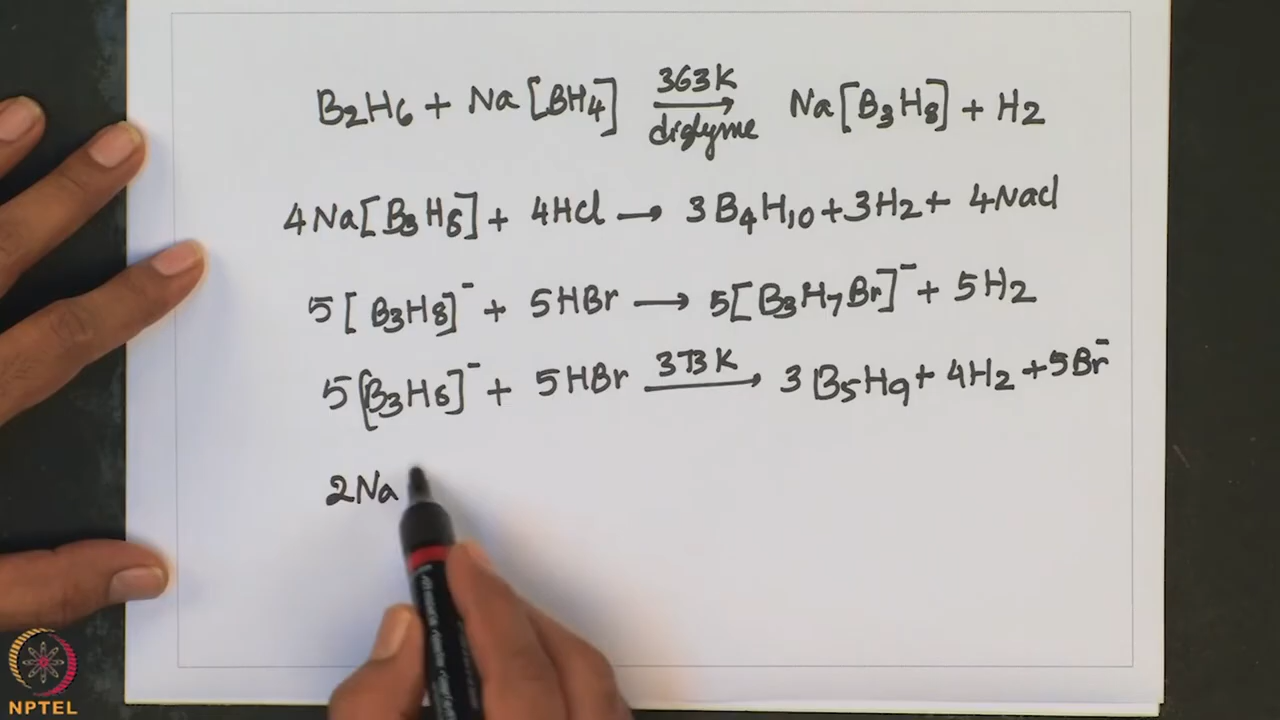 B2H6 + Na[BH4] 363K → diglyme Na[B3H8] + H2
4Na[B3H8] + 4HCl → 3B4H10 + 3H2 + 4NaCl
5[B3H8]⁻ + 5HBr → 5[B3H7Br]⁻ + 5H2
5[B3H6]⁻ + 5HBr 373K → 3B5H9 + 4H2 + 5Br⁻
2Na
NPTEL